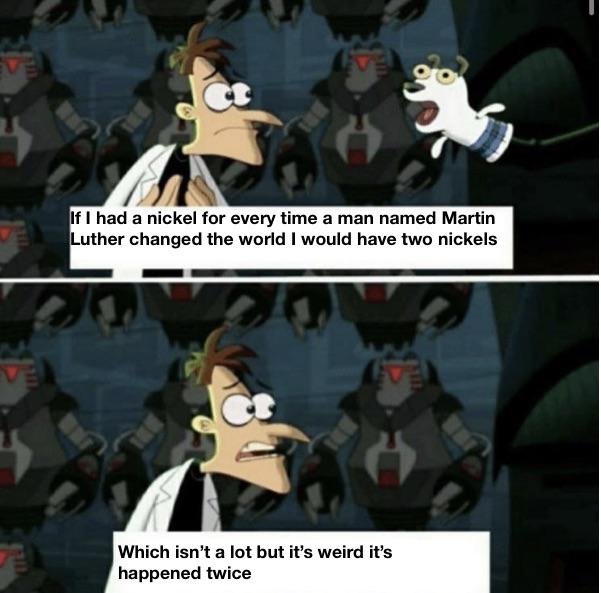 If I had a nickel for every time a man named Martin
Luther changed the world I would have two nickels
Which isn't a lot but it's weird it's
happened twice